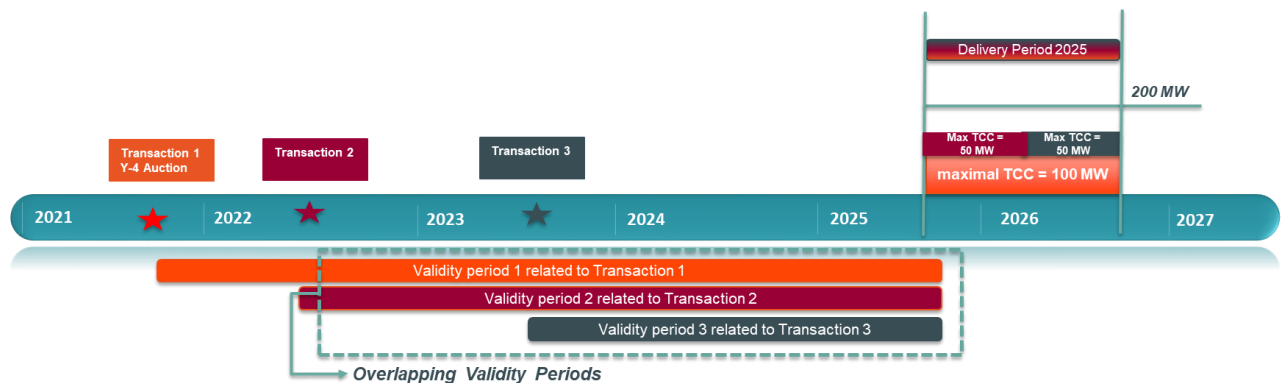 Delivery Period 2025
200 MW
Transaction 1
Y-4 Auction
Transaction 2
Transaction 3
Max TCC =
50 MW
Max TCC =
50 MW
maximal TCC = 100 MW
2021
2022
2023
2024
2025
2026
2027
Validity period 1 related to Transaction 1
Validity period 2 related to Transaction 2
Validity period 3 related to Transaction 3
Overlapping Validity Periods